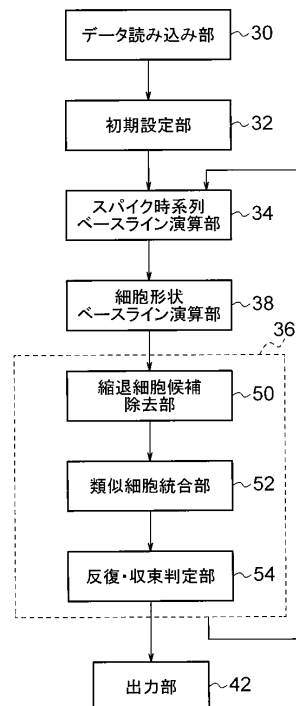 データ読み込み部
30
初期設定部
32
スパイク時系列
ベースライン演算部
34
細胞形状
ベースライン演算部
38
36
縮退細胞候補
除去部
50
類似細胞統合部
52
反復・収束判定部
54
出力部
42